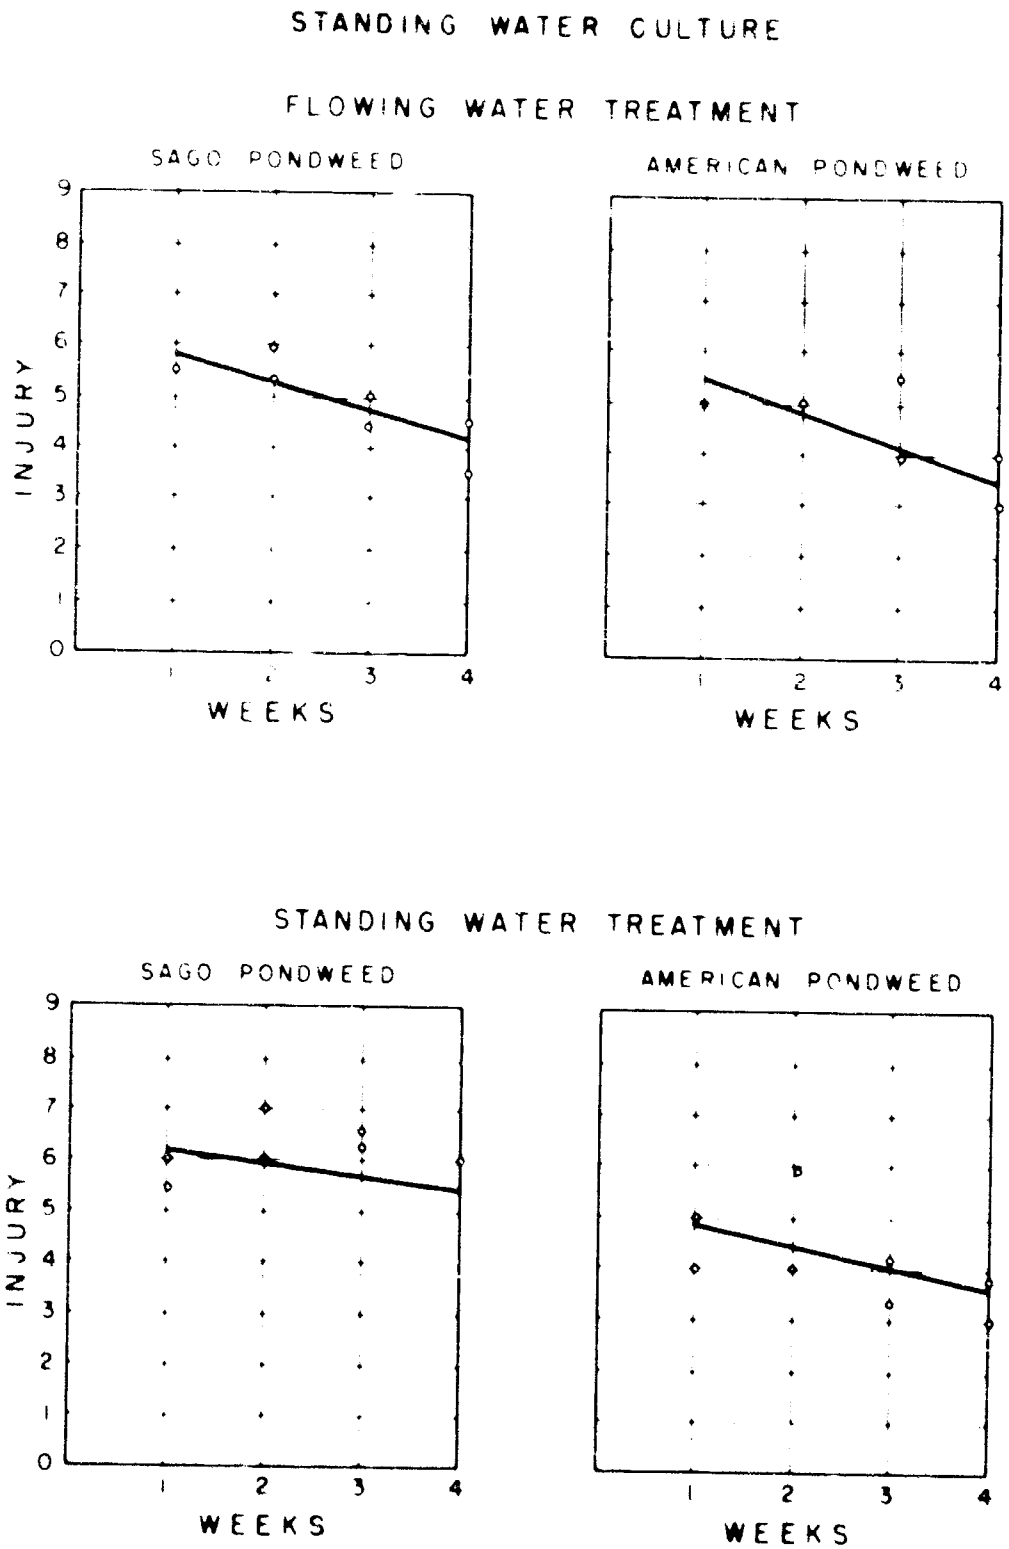 STANDING WATER CULTURE
FLOWING WATER TREATMENT
SAGO PONDWEED
AMERICAN PONDWEED
9
8
7
6
5
4
3
2
1
0
INJURY
1 2 3 4
1 2 3 4
WEEKS
WEEKS
STANDING WATER TREATMENT
SAGO PONDWEED
AMERICAN PONDWEED
9
8
7
6
5
4
3
2
1
0
INJURY
1 2 3 4
1 2 3 4
WEEKS
WEEKS